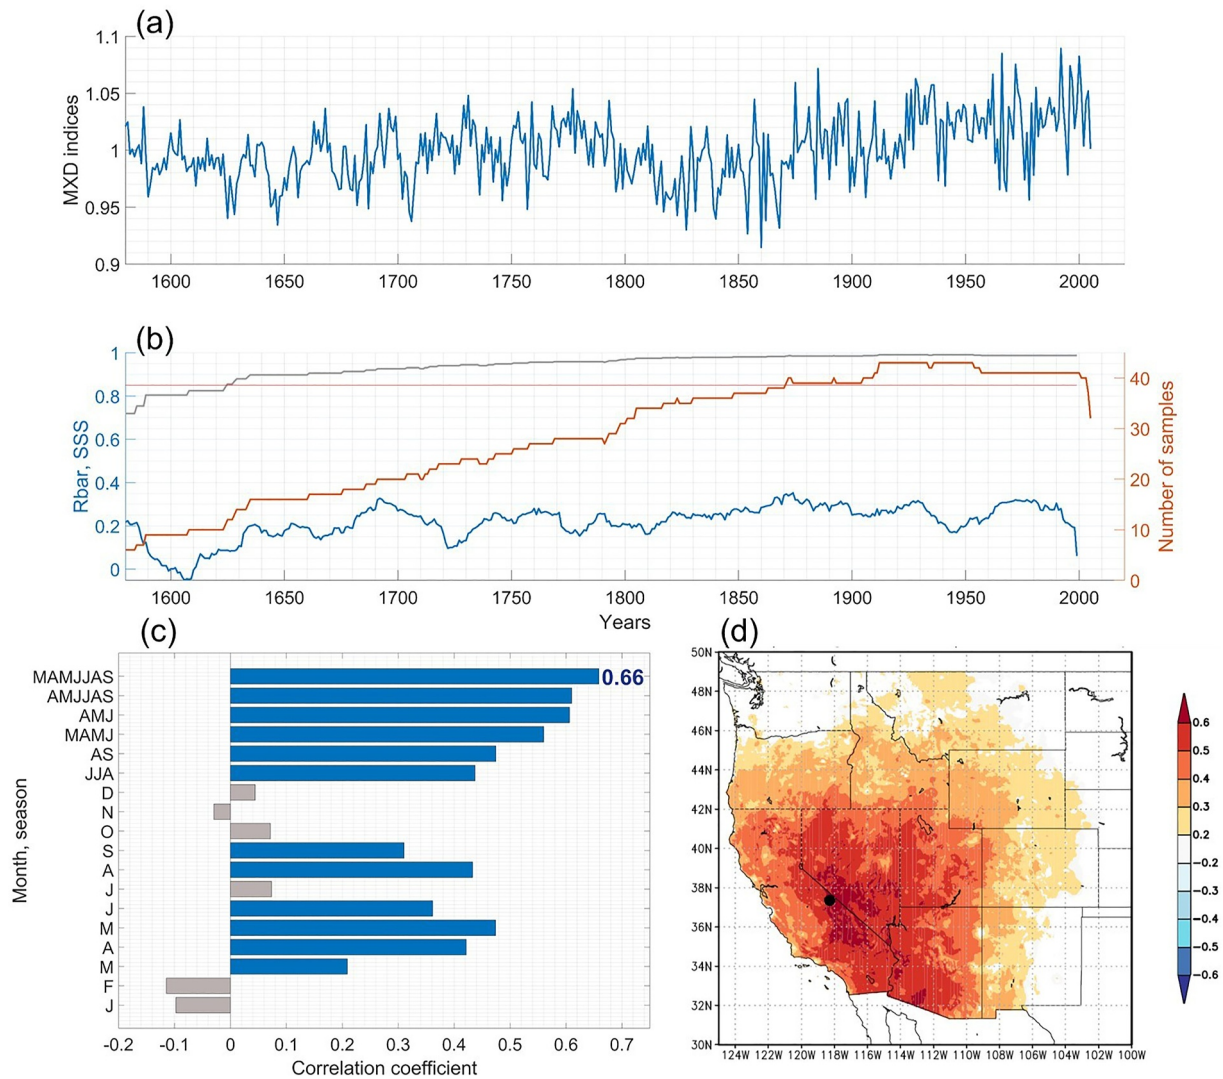 (a)
1.1
1.05
1
0.95
0.9
MXD indices
1600 1650 1700 1750 1800 1850 1900 1950 2000
(b)
1
0.8
0.6
0.4
0.2
0
Rbar, SSS
40
30
20
10
0
Number of samples
1600 1650 1700 1750 1800 1850 1900 1950 2000
Years
(c)
MAMJJAS
0.66
AMJJAS
AMJ
MAMJ
AS
JJA
D
N
O
S
A
J
J
M
A
M
F
J
Month, season
-0.2 -0.1 0 0.1 0.2 0.3 0.4 0.5 0.6 0.7
Correlation coefficient
(d)
50N
48N
46N
44N
42N
40N
38N
36N
34N
32N
30N
124W 122W 120W 118W 116W 114W 112W 110W 108W 106W 104W 102W 100W
0.6
0.5
0.4
0.3
0.2
-0.2
-0.3
-0.4
-0.5
-0.6